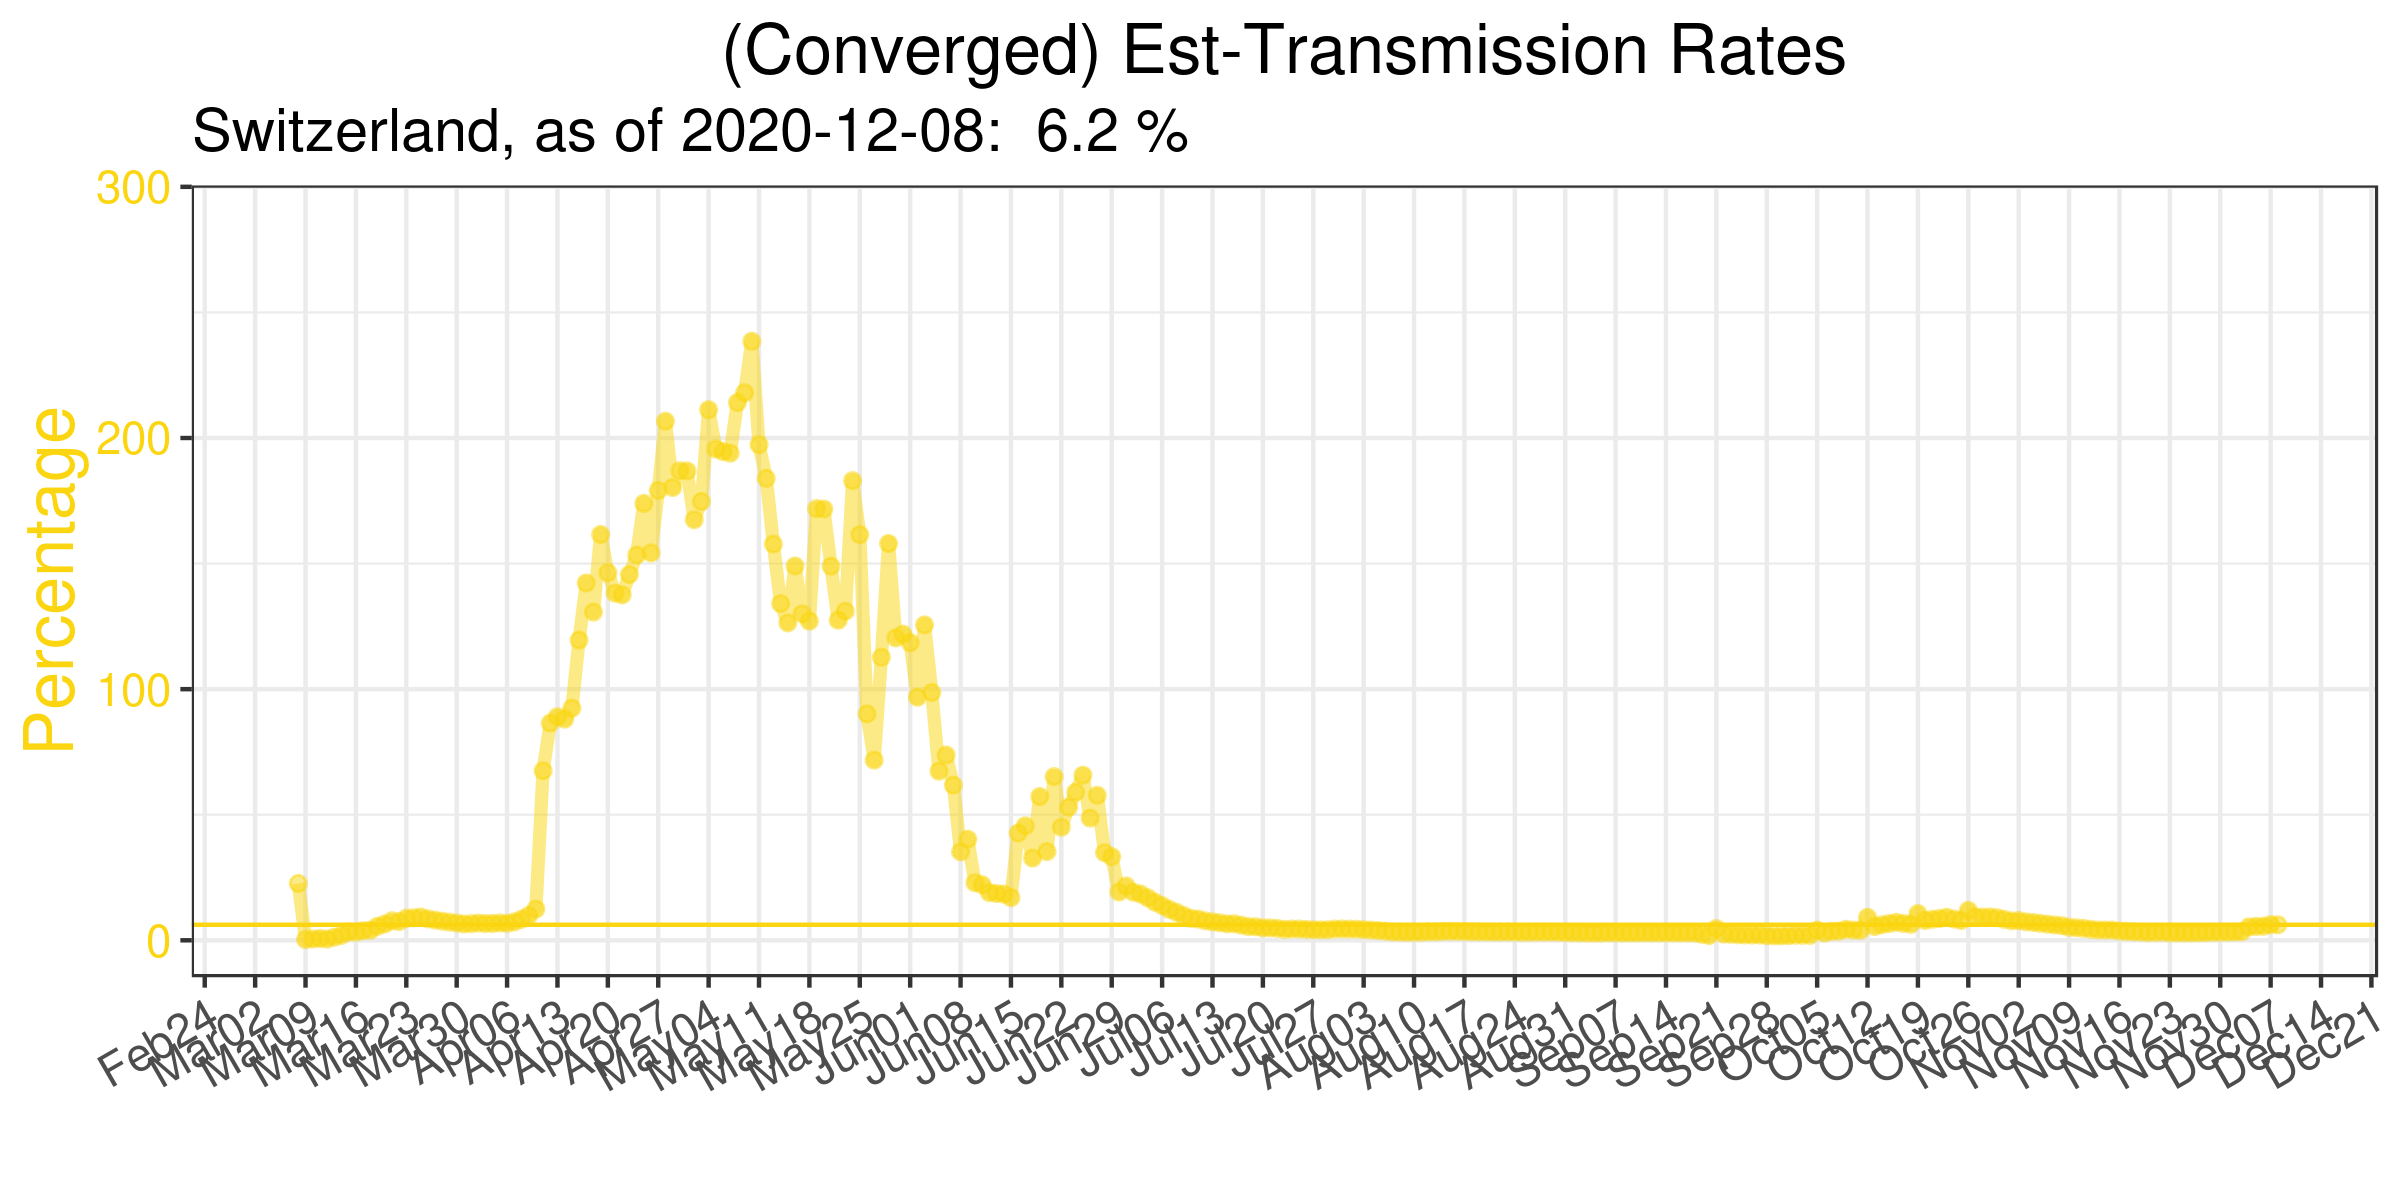 (Converged) Est-Transmission Rates
Switzerland, as of 2020-12-08:  6.2 %
Percentage
300
200
100
0
Feb24
Mar02
Mar09
Mar16
Mar23
Mar30
Apr06
Apr13
Apr20
Apr27
May04
May11
May18
May25
Jun01
Jun08
Jun15
Jun22
Jun29
Jul06
Jul13
Jul20
Jul27
Aug03
Aug10
Aug17
Aug24
Aug31
Sep07
Sep14
Sep21
Sep28
Oct05
Oct12
Oct19
Oct26
Nov02
Nov09
Nov16
Nov23
Nov30
Dec07
Dec14
Dec21